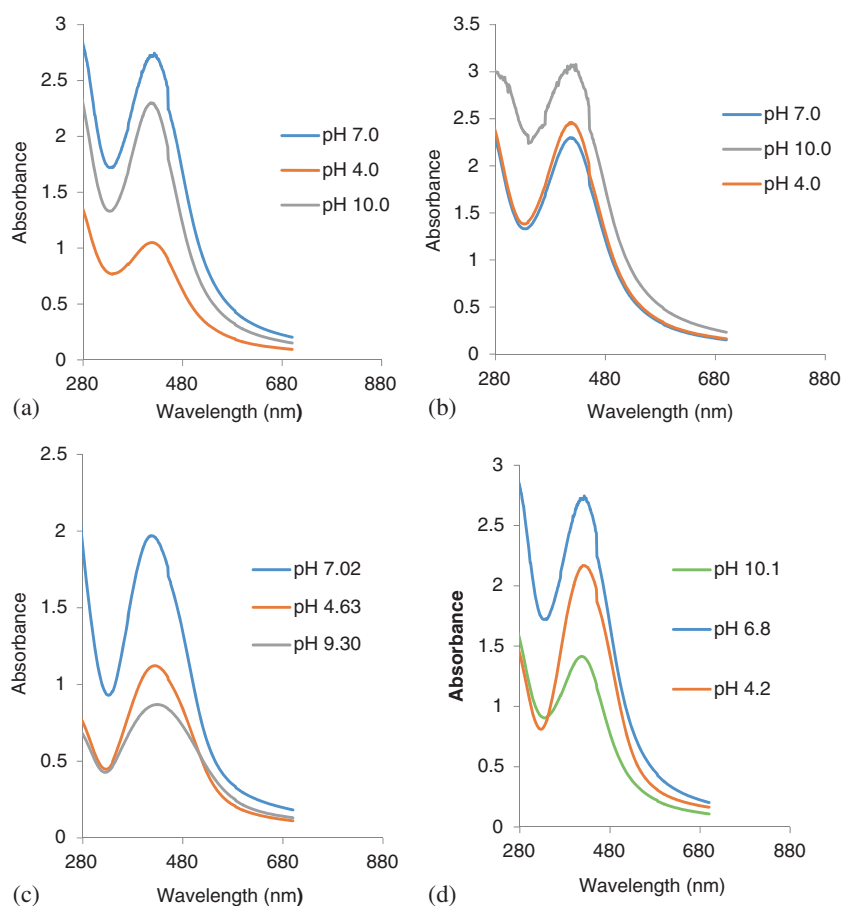 3
2.5
2
1.5
1
0.5
0
280
480
680
880
Absorbance
Wavelength (nm)
pH 7.0
pH 4.0
pH 10.0
(a)
3.5
3
2.5
2
1.5
1
0.5
0
280
480
680
880
Absorbance
Wavelength (nm)
pH 7.0
pH 10.0
pH 4.0
(b)
2.5
2
1.5
1
0.5
0
280
480
680
880
Absorbance
Wavelength (nm)
pH 7.02
pH 4.63
pH 9.30
(c)
3
2.5
2
1.5
1
0.5
0
280
480
680
880
Absorbance
Wavelength (nm)
pH 10.1
pH 6.8
pH 4.2
(d)